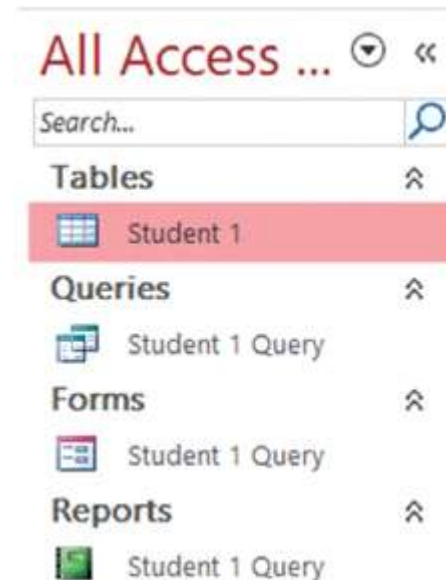 All Access ...
Search...
Tables
Student 1
Queries
Student 1 Query
Forms
Student 1 Query
Reports
Student 1 Query